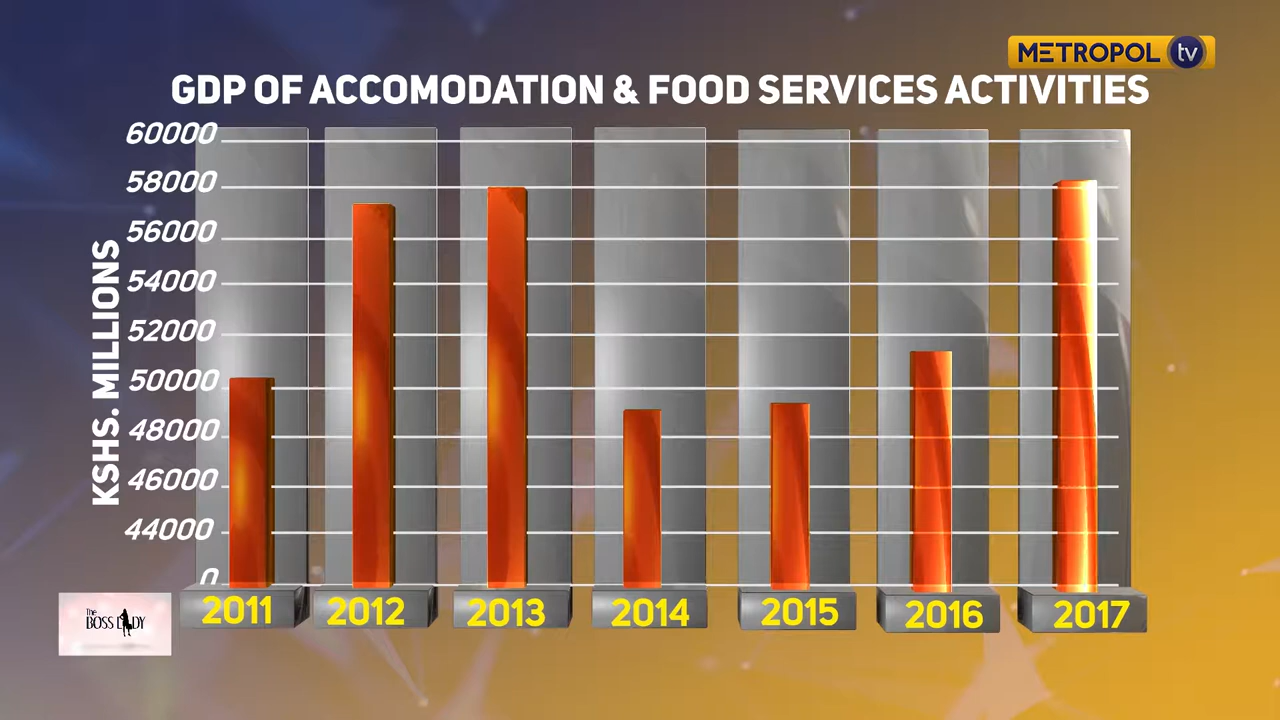 METROPOL tv
GDP OF ACCOMODATION & FOOD SERVICES ACTIVITIES
KSHS. MILLIONS
60000
58000
56000
54000
52000
50000
48000
46000
44000
0
2011 2012 2013 2014 2015 2016 2017
The
BOSS LADY